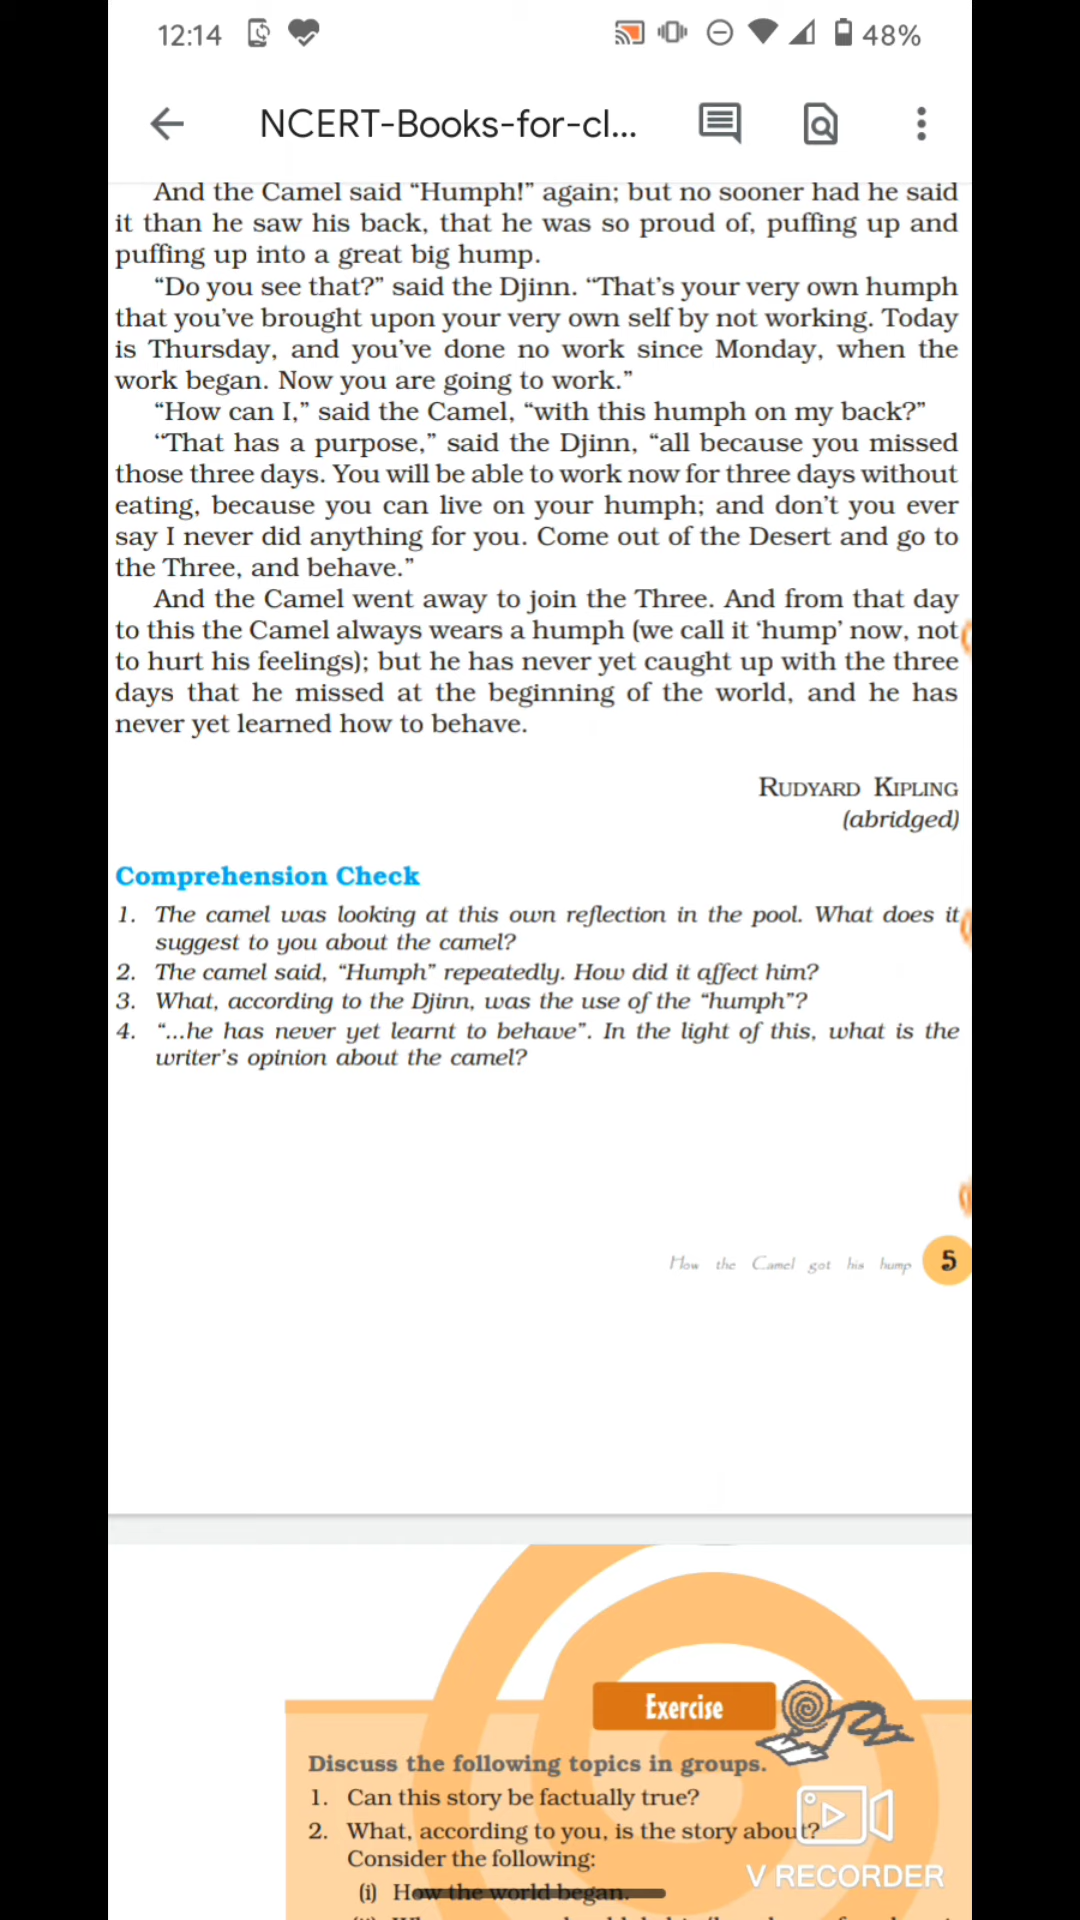 12:14
48%
NCERT-Books-for-cl...
And the Camel said “Humph!” again; but no sooner had he said
it than he saw his back, that he was so proud of, puffing up and
puffing up into a great big hump.
“Do you see that?” said the Djinn. “That’s your very own humph
that you’ve brought upon your very own self by not working. Today
is Thursday, and you’ve done no work since Monday, when the
work began. Now you are going to work.”
“How can I,” said the Camel, “with this humph on my back?”
“That has a purpose,” said the Djinn, “all because you missed
those three days. You will be able to work now for three days without
eating, because you can live on your humph; and don’t you ever
say I never did anything for you. Come out of the Desert and go to
the Three, and behave.”
And the Camel went away to join the Three. And from that day
to this the Camel always wears a humph (we call it ‘hump’ now, not
to hurt his feelings); but he has never yet caught up with the three
days that he missed at the beginning of the world, and he has
never yet learned how to behave.
RUDYARD KIPLING
(abridged)
Comprehension Check
1. The camel was looking at this own reflection in the pool. What does it
suggest to you about the camel?
2. The camel said, “Humph” repeatedly. How did it affect him?
3. What, according to the Djinn, was the use of the “humph”?
4. “...he has never yet learnt to behave”. In the light of this, what is the
writer’s opinion about the camel?
How the Camel got his hump 5
Exercise
Discuss the following topics in groups.
1. Can this story be factually true?
2. What, according to you, is the story about?
Consider the following:
V RECORDER
(i) How the world began.